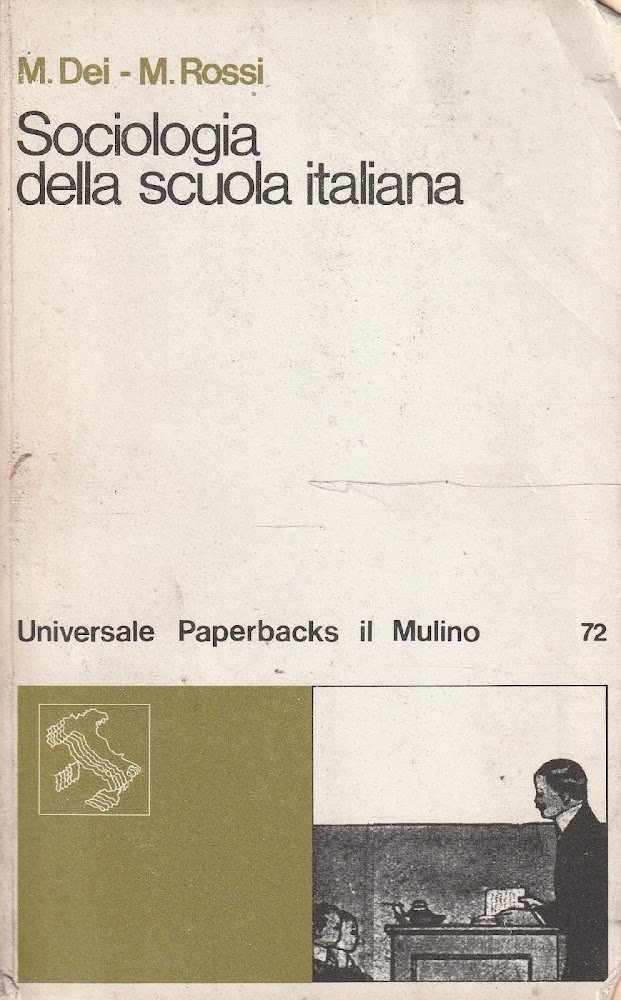 M. Dei - M. Rossi
Sociologia
della scuola italiana
Universale Paperbacks il Mulino 72